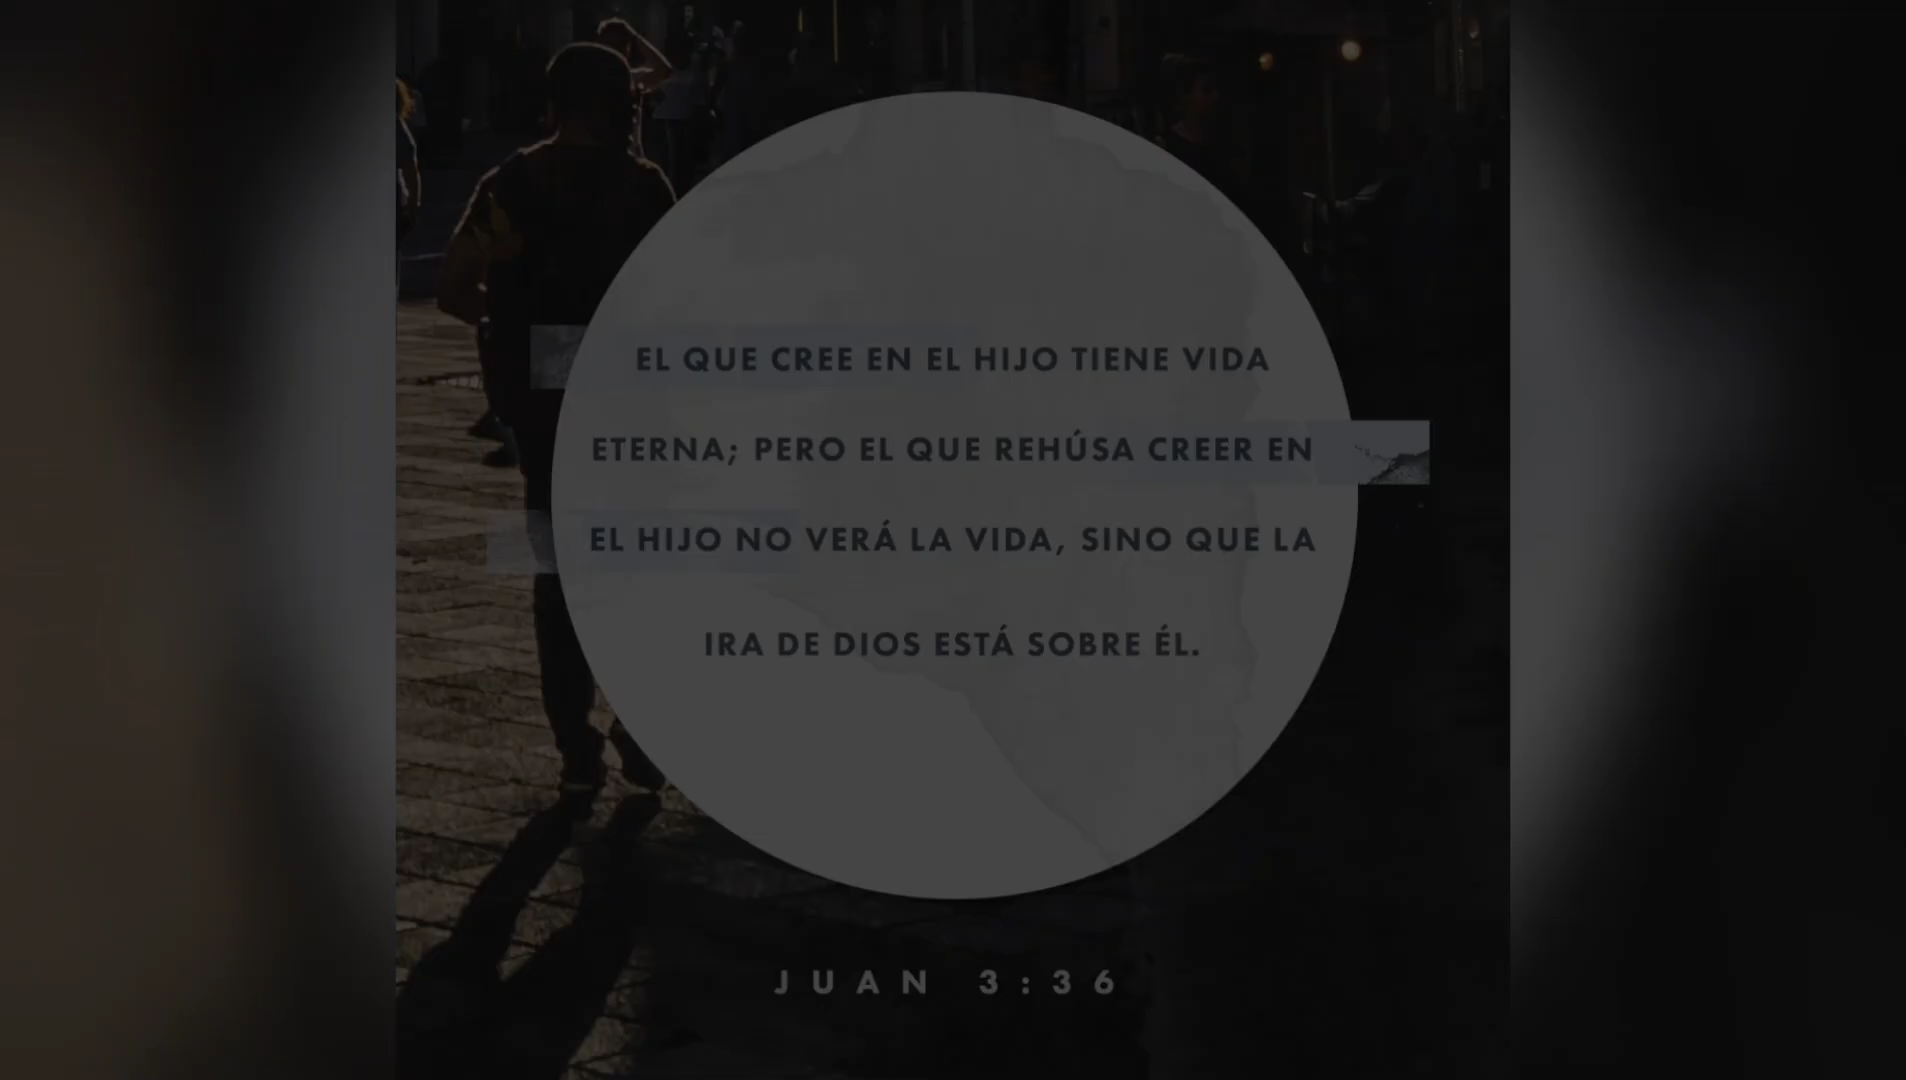 EL QUE CREE EN EL HIJO TIENE VIDA
ETERNA; PERO EL QUE REHÚSA CREER EN
EL HIJO NO VERÁ LA VIDA, SINO QUE LA
IRA DE DIOS ESTÁ SOBRE ÉL.
JUAN 3:36